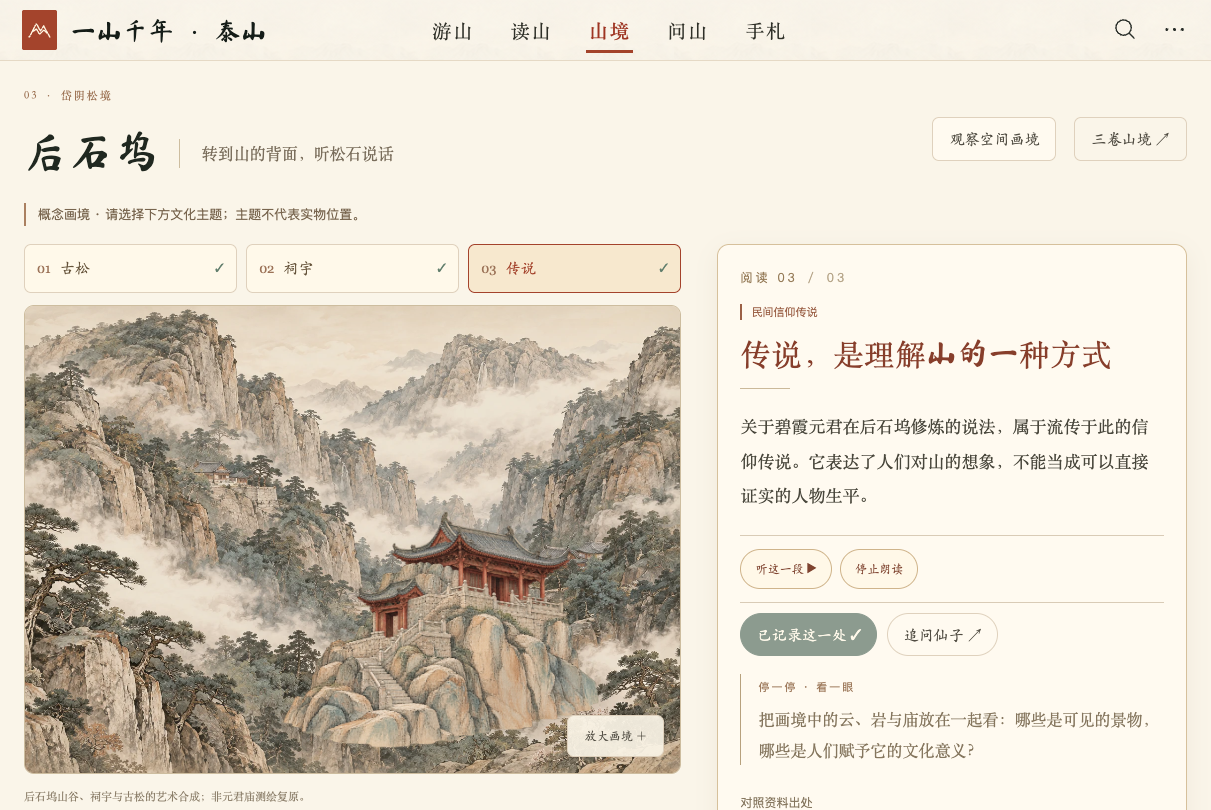 一山千年 · 泰山
游山 读山 山境 问山 手札
03 · 岱阴松境
后石坞
转到山的背面，听松石说话
观察空间画境
三卷山境 ↗
概念画境 · 请选择下方文化主题；主题不代表实物位置。
01 古松 ✓
02 祠宇 ✓
03 传说 ✓
放大画境 ＋
后石坞山谷、祠宇与古松的艺术合成；非元君庙测绘复原。
阅读 03 / 03
民间信仰传说
传说，是理解山的一种方式
关于碧霞元君在后石坞修炼的说法，属于流传于此的信
仰传说。它表达了人们对山的想象，不能当成可以直接
证实的人物生平。
听这一段 ▶
停止朗读
已记录这一处 ✓
追问仙子 ↗
停一停 · 看一眼
把画境中的云、岩与庙放在一起看：哪些是可见的景物，
哪些是人们赋予它的文化意义？
对照资料出处